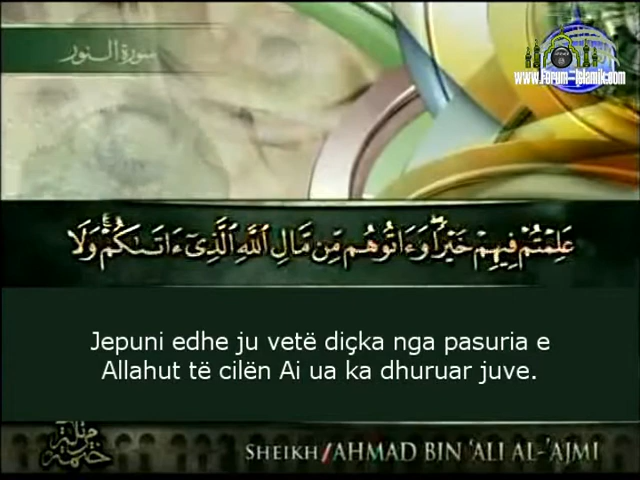 سورة النور
www.Forum-Islamik.com
عَلِمْتُمْ فِيهِمْ خَيْرًا ۖ وَءَاتُوهُم مِّن مَّالِ ٱللَّهِ ٱلَّذِىٓ ءَاتَىٰكُمْ ۚ وَلَا
Jepuni edhe ju vetë diçka nga pasuria e
Allahut të cilën Ai ua ka dhuruar juve.
SHEIKH/AHMAD BIN 'ALI AL-'AJMI